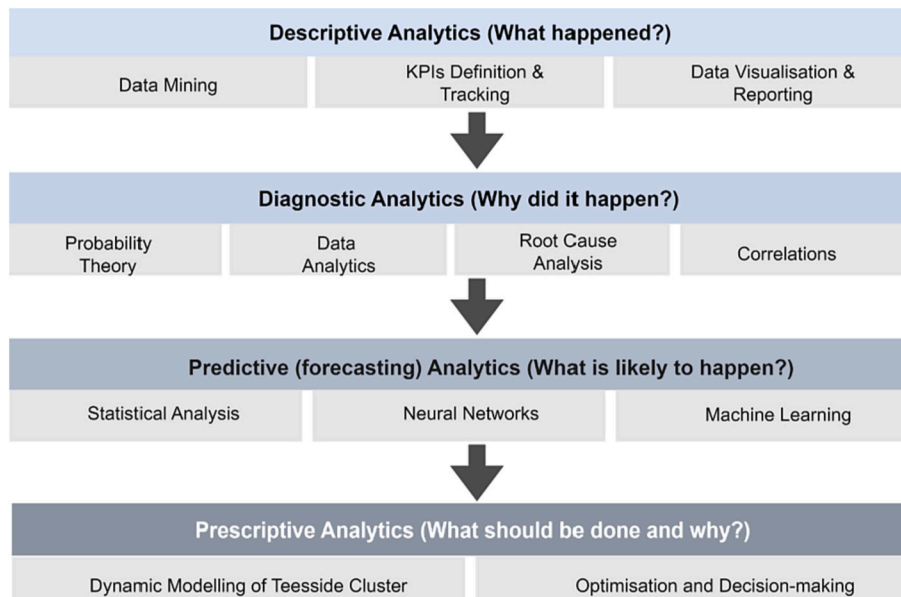 Descriptive Analytics (What happened?)
Data Mining
KPIs Definition &
Tracking
Data Visualisation &
Reporting
Diagnostic Analytics (Why did it happen?)
Probability
Theory
Data
Analytics
Root Cause
Analysis
Correlations
Predictive (forecasting) Analytics (What is likely to happen?)
Statistical Analysis
Neural Networks
Machine Learning
Prescriptive Analytics (What should be done and why?)
Dynamic Modelling of Teesside Cluster
Optimisation and Decision-making